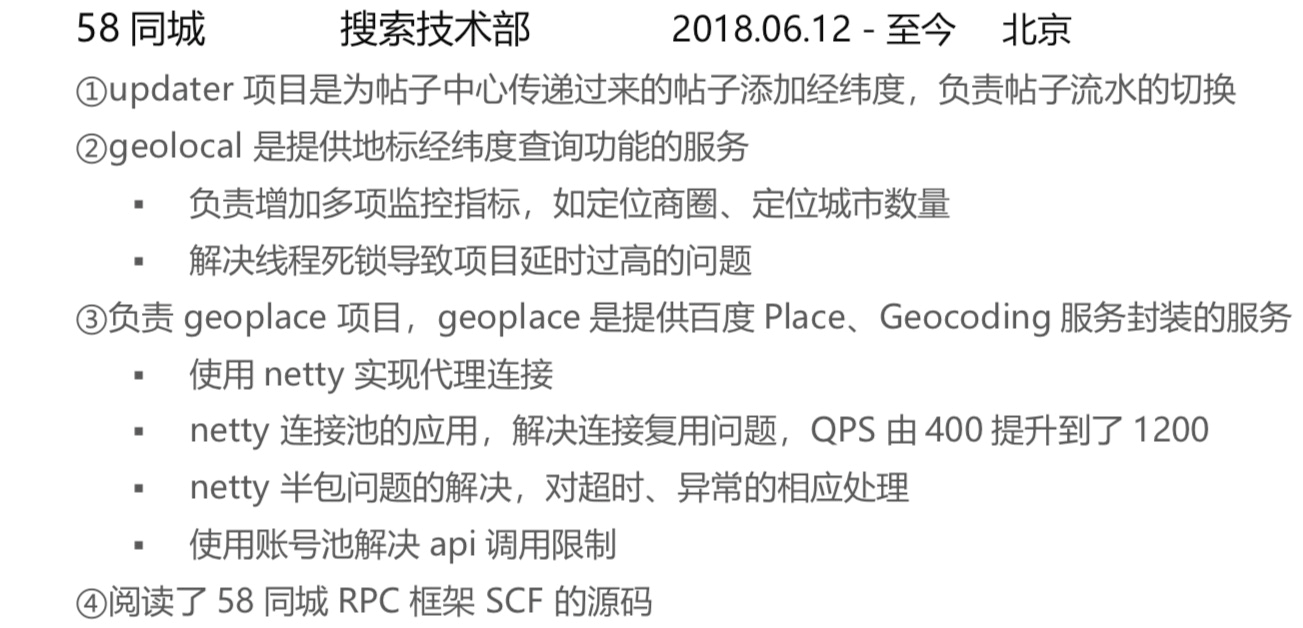 58 同城 搜索技术部 2018.06.12 - 至今 北京
①updater 项目是为帖子中心传递过来的帖子添加经纬度，负责帖子流水的切换
②geolocal 是提供地标经纬度查询功能的服务
▪ 负责增加多项监控指标，如定位商圈、定位城市数量
▪ 解决线程死锁导致项目延时过高的问题
③负责 geoplace 项目，geoplace 是提供百度 Place、Geocoding 服务封装的服务
▪ 使用 netty 实现代理连接
▪ netty 连接池的应用，解决连接复用问题，QPS 由 400 提升到了 1200
▪ netty 半包问题的解决，对超时、异常的相应处理
▪ 使用账号池解决 api 调用限制
④阅读了 58 同城 RPC 框架 SCF 的源码